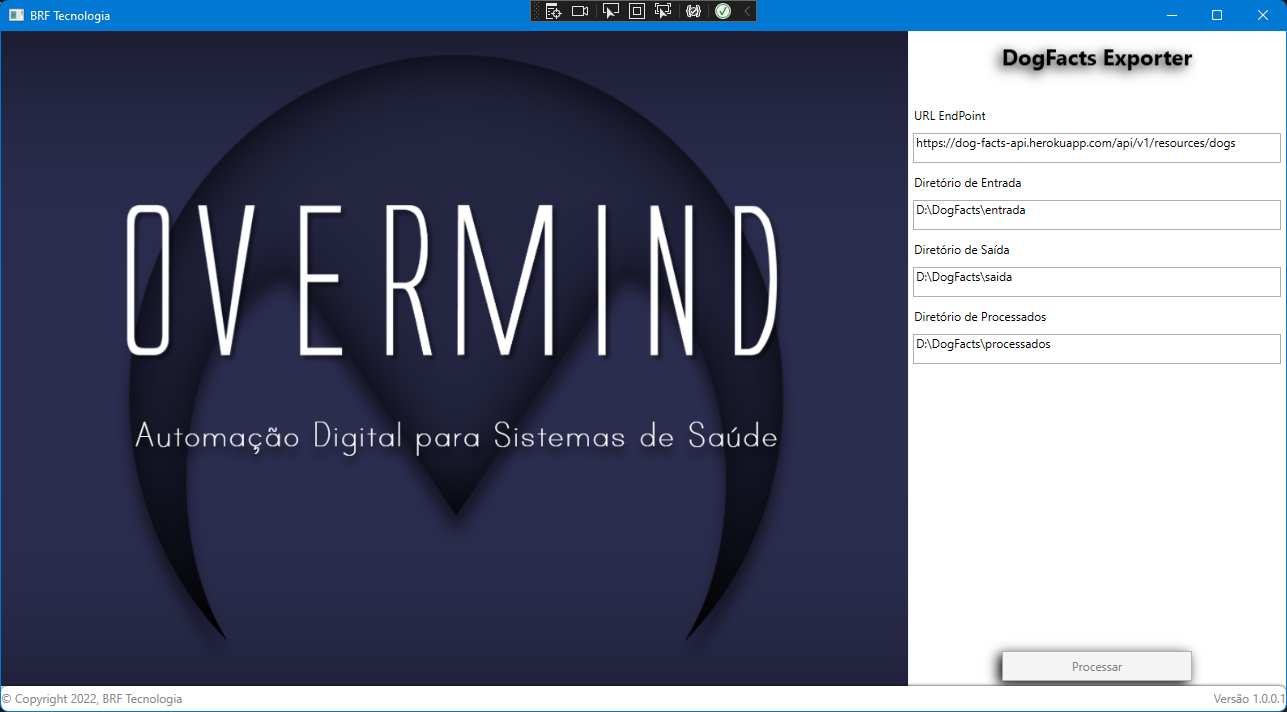 BRF Tecnologia
OVERMIND
Automação Digital para Sistemas de Saúde
DogFacts Exporter
URL EndPoint
https://dog-facts-api.herokuapp.com/api/v1/resources/dogs
Diretório de Entrada
D:\DogFacts\entrada
Diretório de Saída
D:\DogFacts\saida
Diretório de Processados
D:\DogFacts\processados
Processar
© Copyright 2022, BRF Tecnologia
Versão 1.0.0.1